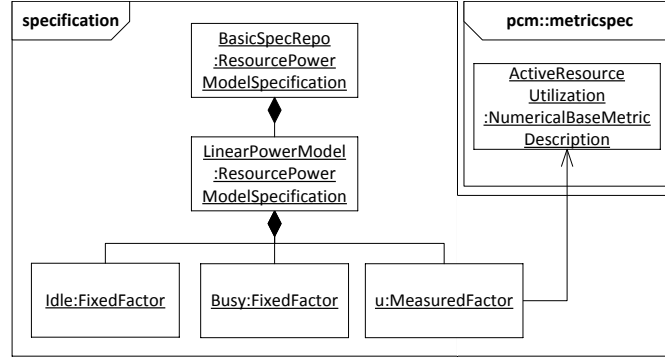 specification
pcm::metricspec
BasicSpecRepo
:ResourcePower
ModelSpecification
ActiveResource
Utilization
:NumericalBaseMetric
Description
LinearPowerModel
:ResourcePower
ModelSpecification
Idle:FixedFactor
Busy:FixedFactor
u:MeasuredFactor